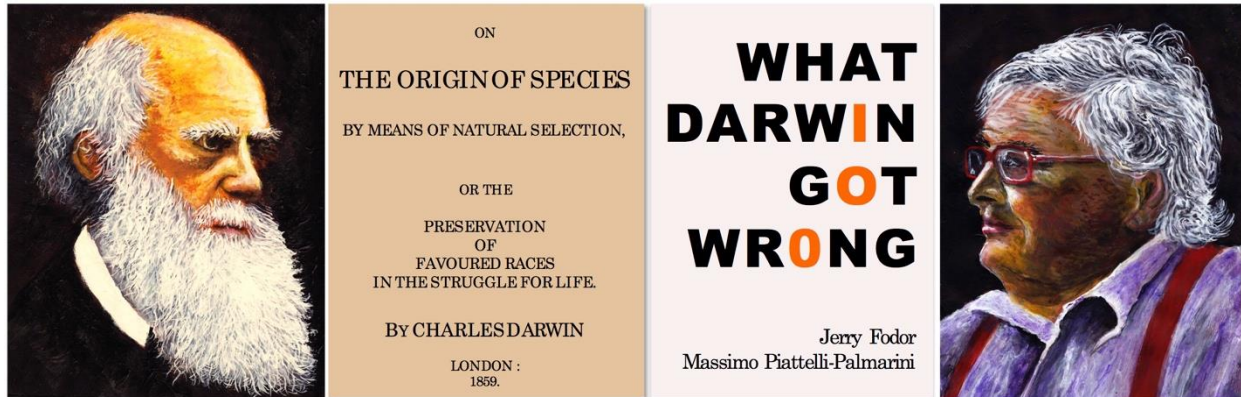 ON
THE ORIGIN OF SPECIES
BY MEANS OF NATURAL SELECTION,
OR THE
PRESERVATION
OF
FAVOURED RACES
IN THE STRUGGLE FOR LIFE.
BY CHARLES DARWIN
LONDON :
1859.
WHAT
DARWIN
GOT
WR0NG
Jerry Fodor
Massimo Piattelli-Palmarini